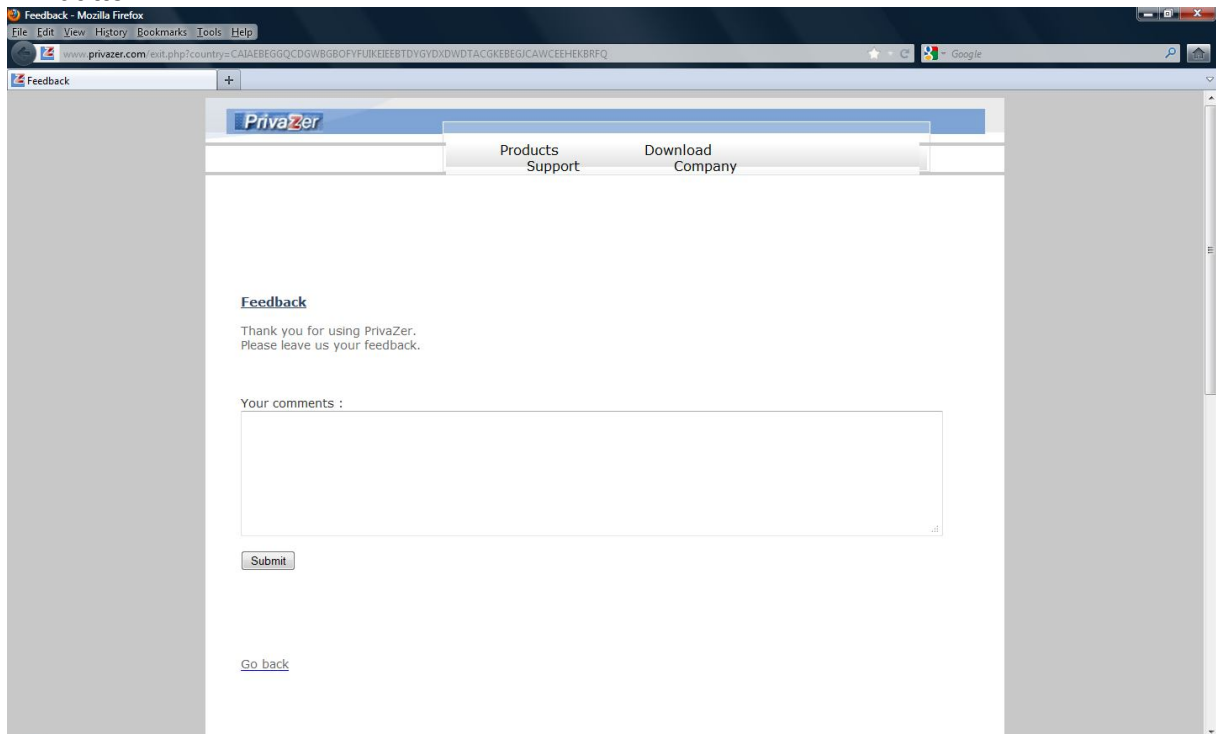 Feedback - Mozilla Firefox
File Edit View History Bookmarks Tools Help
www.privazer.com/exit.php?country=CAIAEBEGGQCDGWBGBOFYFUIKEIEEBTDYGYDXDWDTACGKEBEGJCAWCEEHEKBRFQ
Google
Feedback
PrivaZer
Products Download
Support Company
Feedback
Thank you for using PrivaZer.
Please leave us your feedback.
Your comments :
Submit
Go back